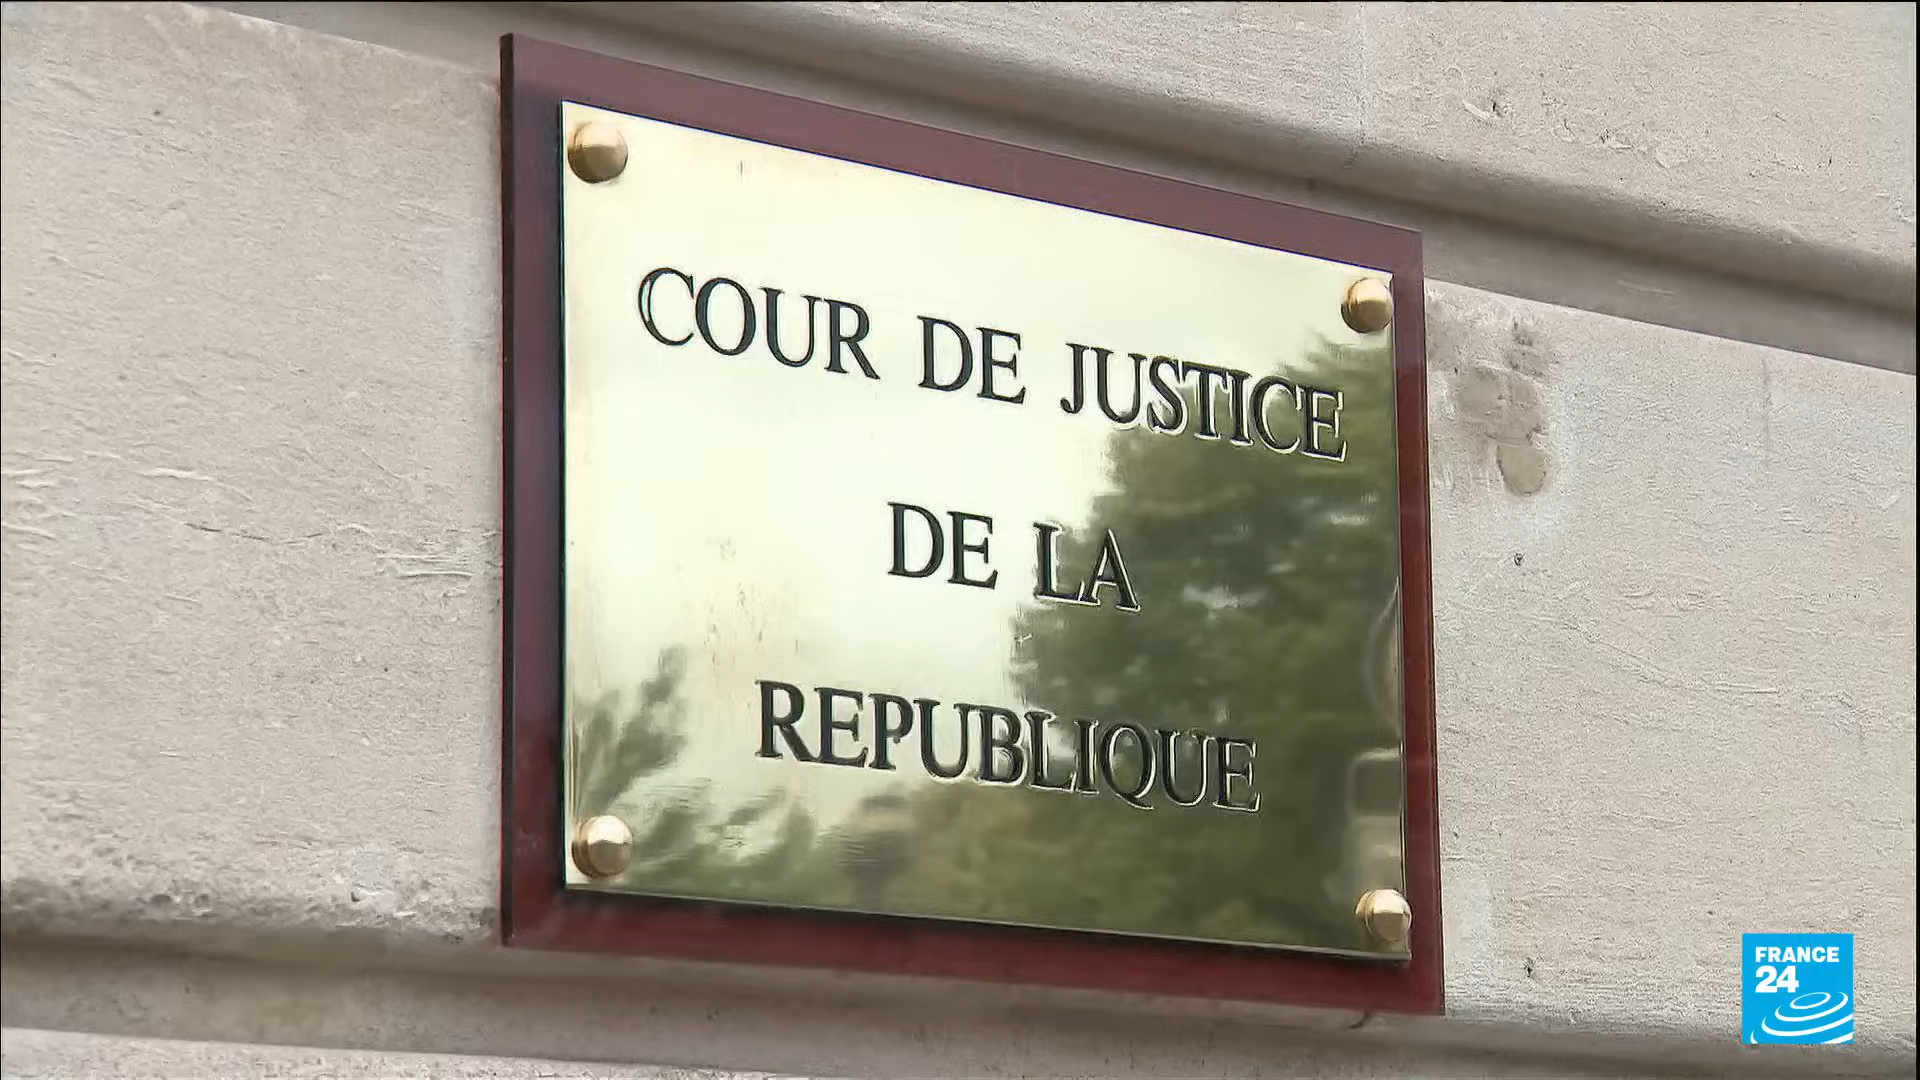 COUR DE JUSTICE
DE LA
REPUBLIQUE
FRANCE
24